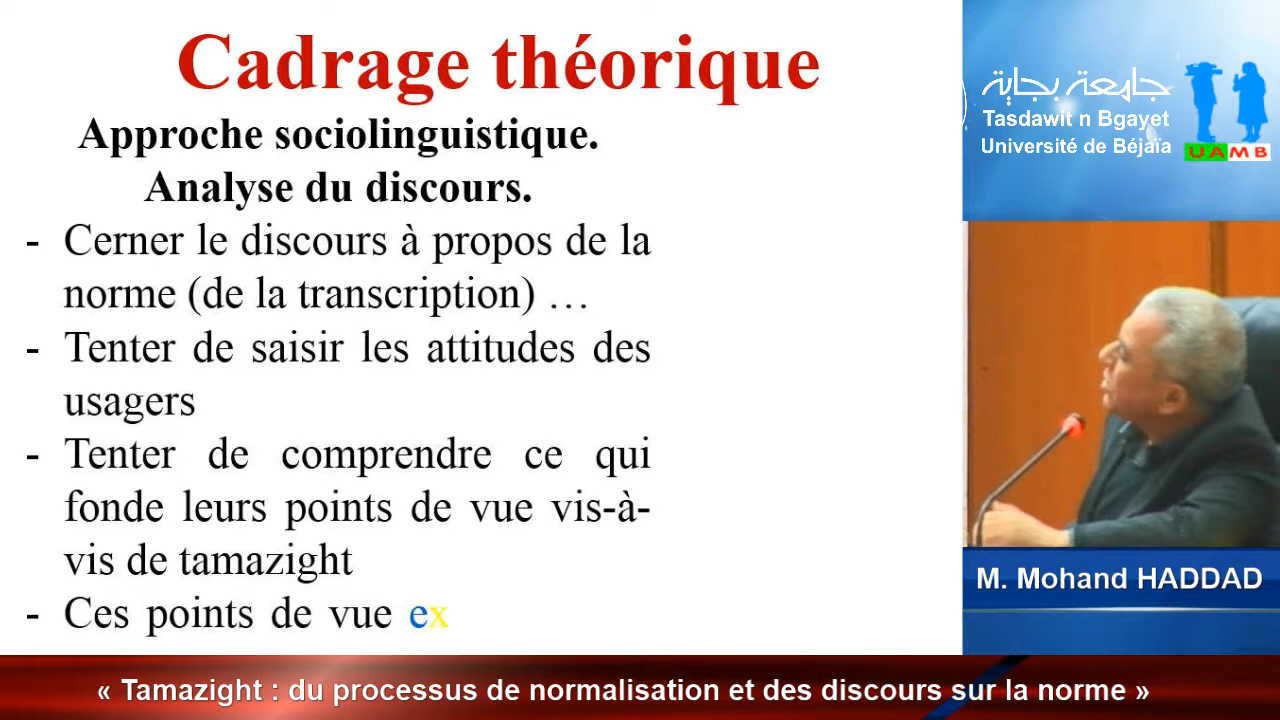 Cadrage théorique
Approche sociolinguistique.
Analyse du discours.
- Cerner le discours à propos de la
norme (de la transcription) …
- Tenter de saisir les attitudes des
usagers
- Tenter de comprendre ce qui
fonde leurs points de vue vis-à-
vis de tamazight
- Ces points de vue ex
جامعة بجاية
Tasdawit n Bgayet
Université de Béjaïa
UAMB
M. Mohand HADDAD
« Tamazight : du processus de normalisation et des discours sur la norme »